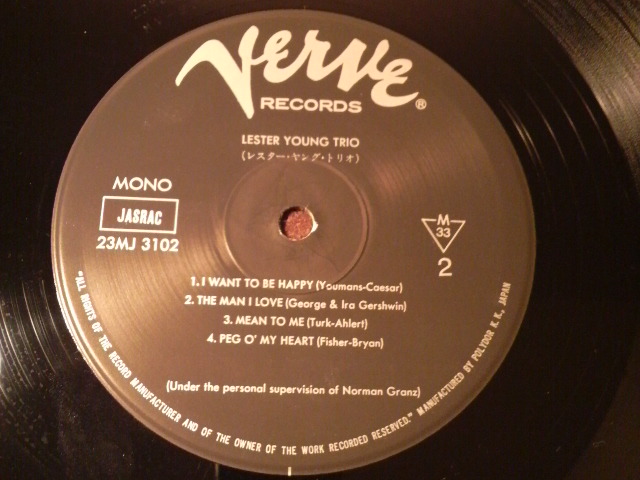 Verve
RECORDS ®
LESTER YOUNG TRIO
(レスター・ヤング・トリオ)
MONO
JASRAC
23MJ 3102
M
33
2
1. I WANT TO BE HAPPY (Youmans-Caesar)
2. THE MAN I LOVE (George & Ira Gershwin)
3. MEAN TO ME (Turk-Ahlert)
4. PEG O' MY HEART (Fisher-Bryan)
(Under the personal supervision of Norman Granz)
"ALL RIGHTS OF THE RECORD MANUFACTURER AND OF THE OWNER OF THE WORK RECORDED RESERVED." MANUFACTURED BY POLYDOR K. K., JAPAN